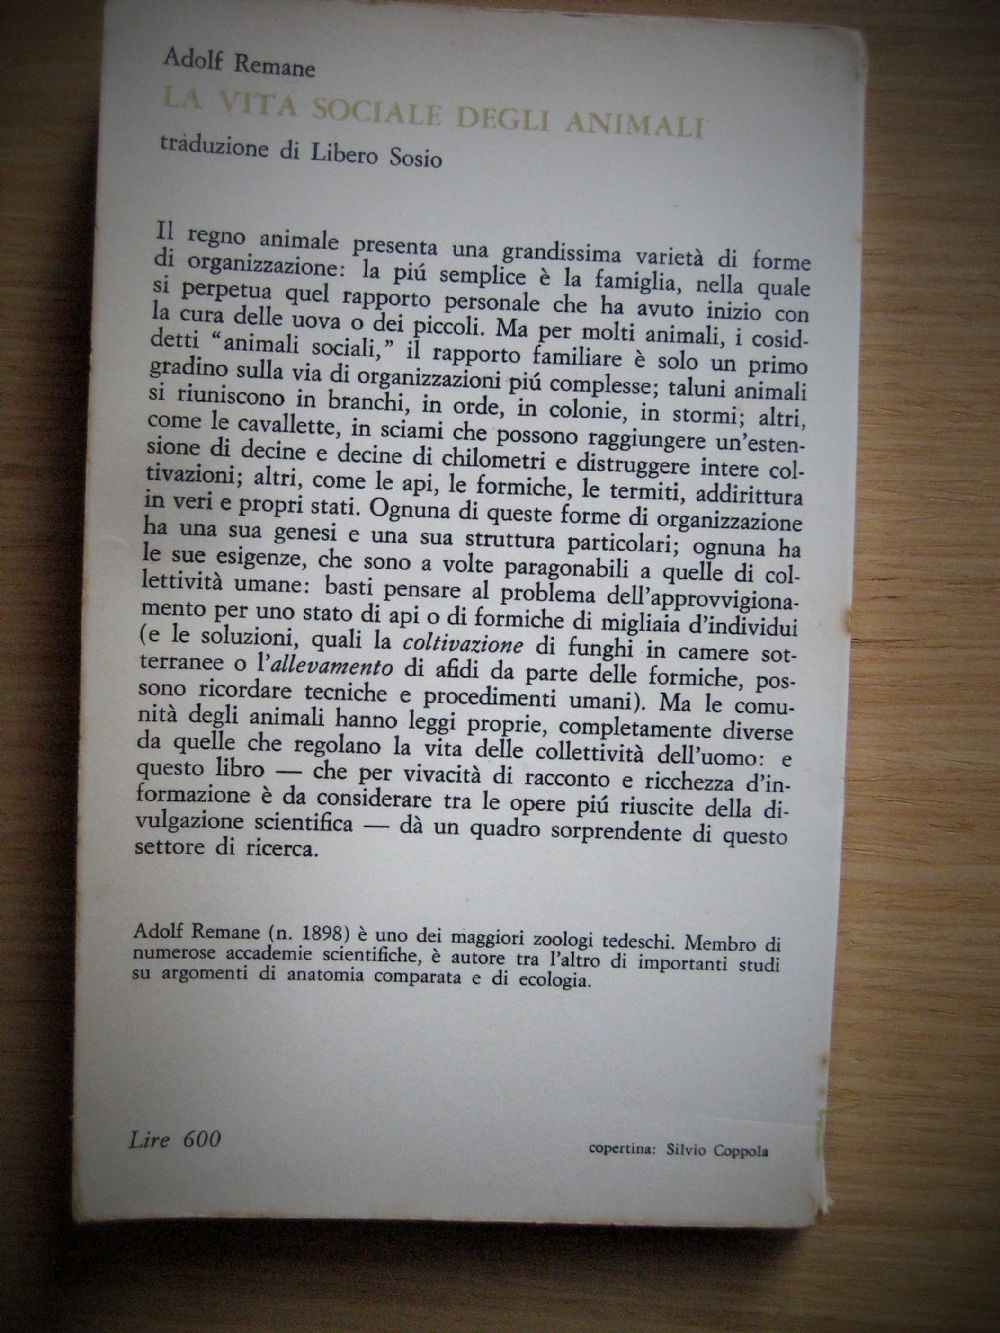 Adolf Remane
LA VITA SOCIALE DEGLI ANIMALI
traduzione di Libero Sosio
Il regno animale presenta una grandissima varietà di forme
di organizzazione: la piú semplice è la famiglia, nella quale
si perpetua quel rapporto personale che ha avuto inizio con
la cura delle uova o dei piccoli. Ma per molti animali, i cosid-
detti “animali sociali,” il rapporto familiare è solo un primo
gradino sulla via di organizzazioni piú complesse; taluni animali
si riuniscono in branchi, in orde, in colonie, in stormi; altri,
come le cavallette, in sciami che possono raggiungere un'esten-
sione di decine e decine di chilometri e distruggere intere col-
tivazioni; altri, come le api, le formiche, le termiti, addirittura
in veri e propri stati. Ognuna di queste forme di organizzazione
ha una sua genesi e una sua struttura particolari; ognuna ha
le sue esigenze, che sono a volte paragonabili a quelle di col-
lettività umane: basti pensare al problema dell'approvvigiona-
mento per uno stato di api o di formiche di migliaia d'individui
(e le soluzioni, quali la coltivazione di funghi in camere sot-
terranee o l'allevamento di afidi da parte delle formiche, pos-
sono ricordare tecniche e procedimenti umani). Ma le comu-
nità degli animali hanno leggi proprie, completamente diverse
da quelle che regolano la vita delle collettività dell'uomo: e
questo libro — che per vivacità di racconto e ricchezza d'in-
formazione è da considerare tra le opere piú riuscite della di-
vulgazione scientifica — dà un quadro sorprendente di questo
settore di ricerca.
Adolf Remane (n. 1898) è uno dei maggiori zoologi tedeschi. Membro di
numerose accademie scientifiche, è autore tra l'altro di importanti studi
su argomenti di anatomia comparata e di ecologia.
Lire 600
copertina: Silvio Coppola